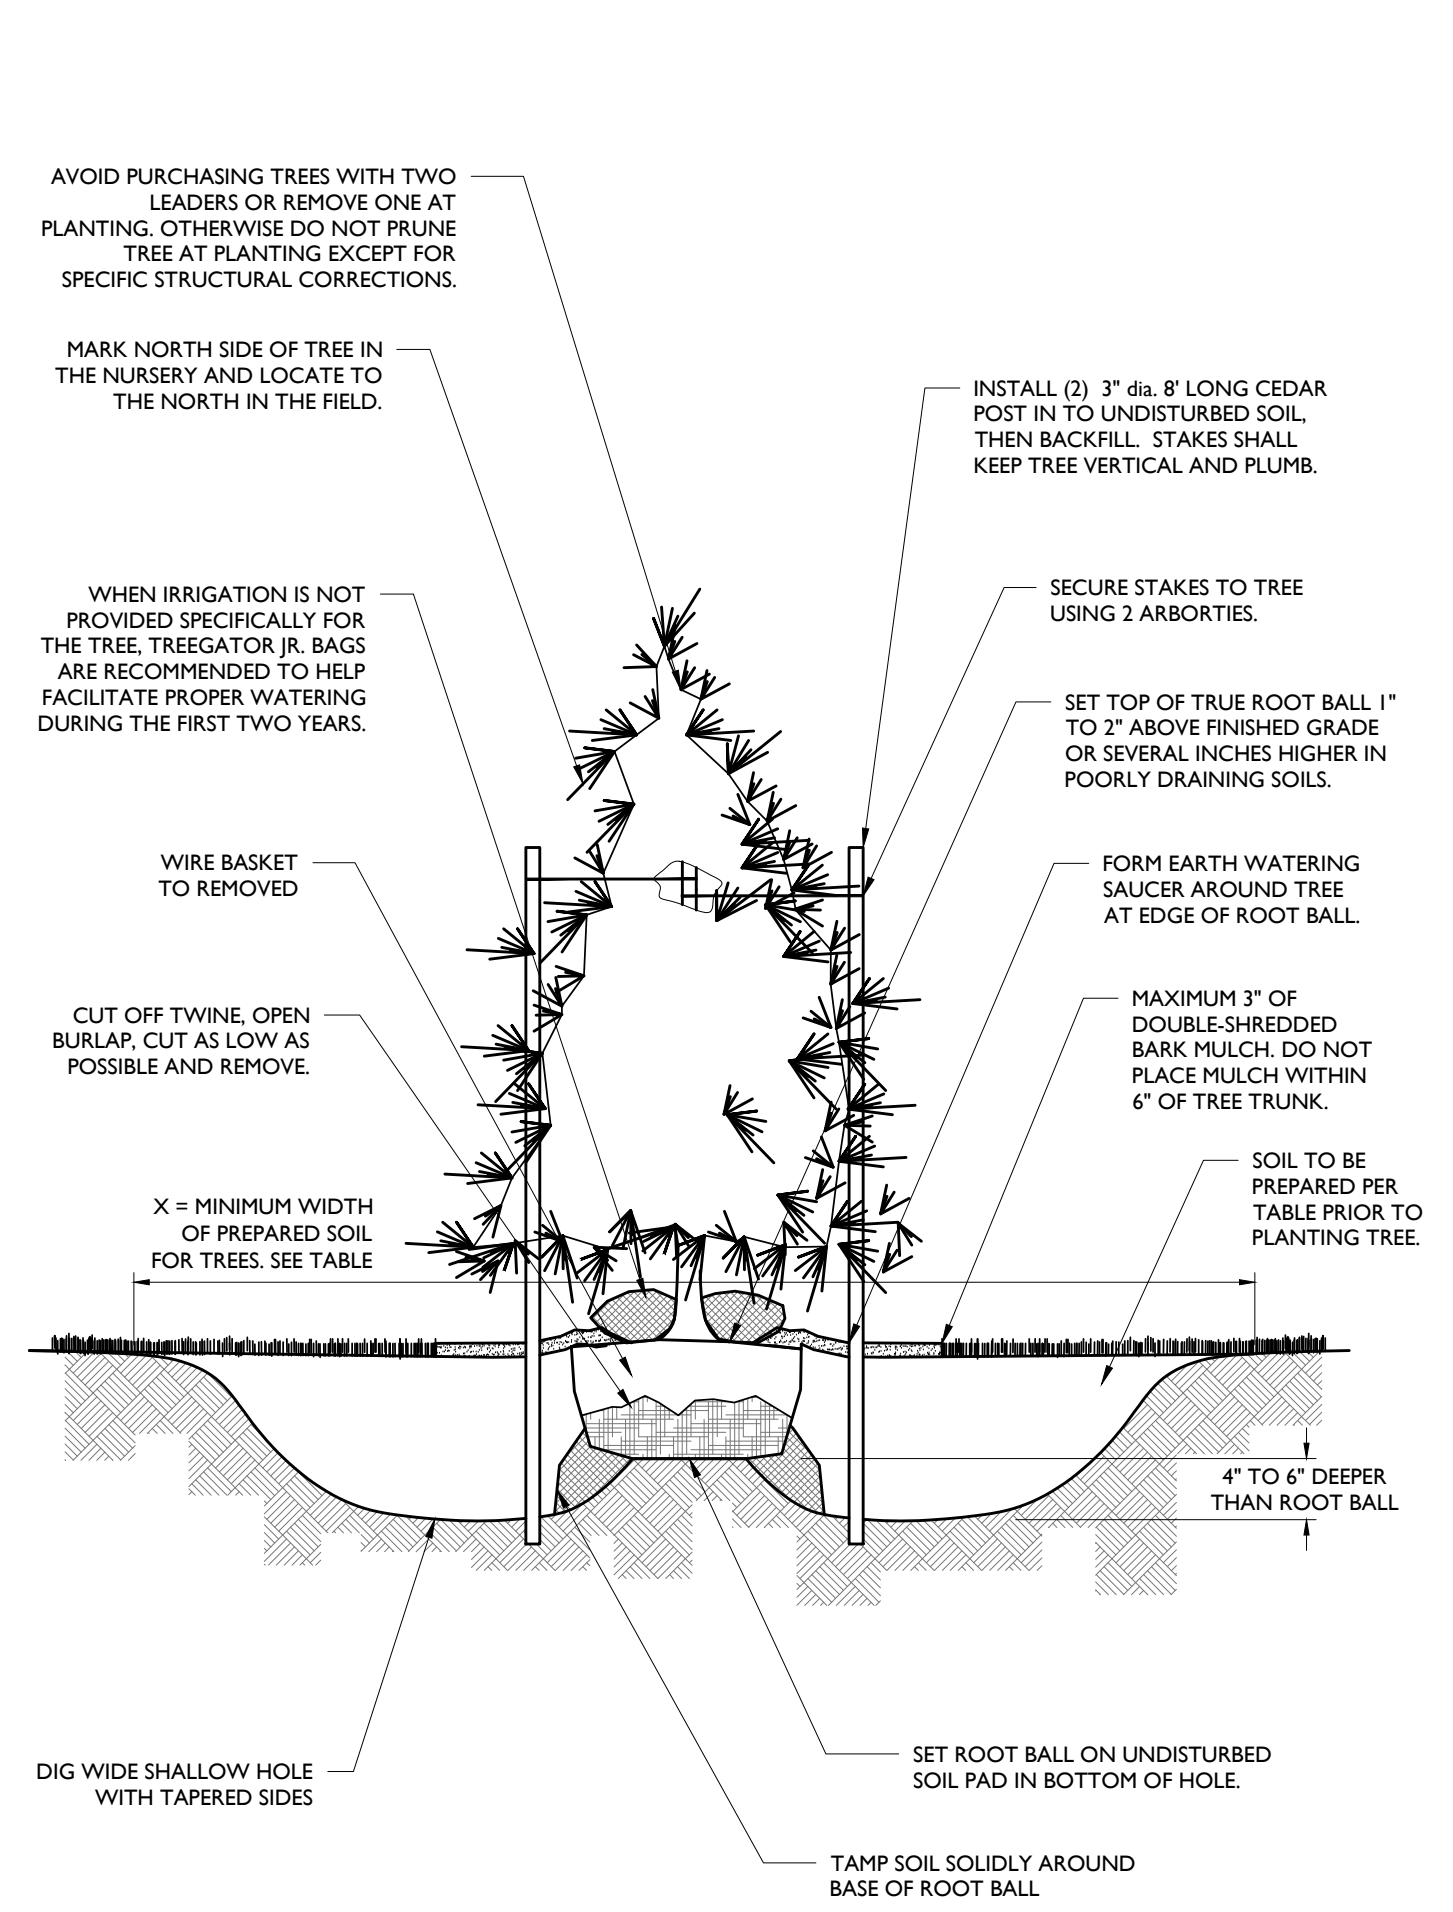 AVOID PURCHASING TREES WITH TWO
LEADERS OR REMOVE ONE AT
PLANTING. OTHERWISE DO NOT PRUNE
TREE AT PLANTING EXCEPT FOR
SPECIFIC STRUCTURAL CORRECTIONS.
MARK NORTH SIDE OF TREE IN
THE NURSERY AND LOCATE TO
THE NORTH IN THE FIELD.
INSTALL (2) 3" dia. 8' LONG CEDAR
POST IN TO UNDISTURBED SOIL,
THEN BACKFILL. STAKES SHALL
KEEP TREE VERTICAL AND PLUMB.
WHEN IRRIGATION IS NOT
PROVIDED SPECIFICALLY FOR
THE TREE, TREEGATOR JR. BAGS
ARE RECOMMENDED TO HELP
FACILITATE PROPER WATERING
DURING THE FIRST TWO YEARS.
SECURE STAKES TO TREE
USING 2 ARBORTIES.
SET TOP OF TRUE ROOT BALL 1"
TO 2" ABOVE FINISHED GRADE
OR SEVERAL INCHES HIGHER IN
POORLY DRAINING SOILS.
WIRE BASKET
TO REMOVED
FORM EARTH WATERING
SAUCER AROUND TREE
AT EDGE OF ROOT BALL.
CUT OFF TWINE, OPEN
BURLAP, CUT AS LOW AS
POSSIBLE AND REMOVE.
MAXIMUM 3" OF
DOUBLE-SHREDDED
BARK MULCH. DO NOT
PLACE MULCH WITHIN
6" OF TREE TRUNK.
SOIL TO BE
PREPARED PER
TABLE PRIOR TO
PLANTING TREE.
X = MINIMUM WIDTH
OF PREPARED SOIL
FOR TREES. SEE TABLE
4" TO 6" DEEPER
THAN ROOT BALL
DIG WIDE SHALLOW HOLE
WITH TAPERED SIDES
SET ROOT BALL ON UNDISTURBED
SOIL PAD IN BOTTOM OF HOLE.
TAMP SOIL SOLIDLY AROUND
BASE OF ROOT BALL